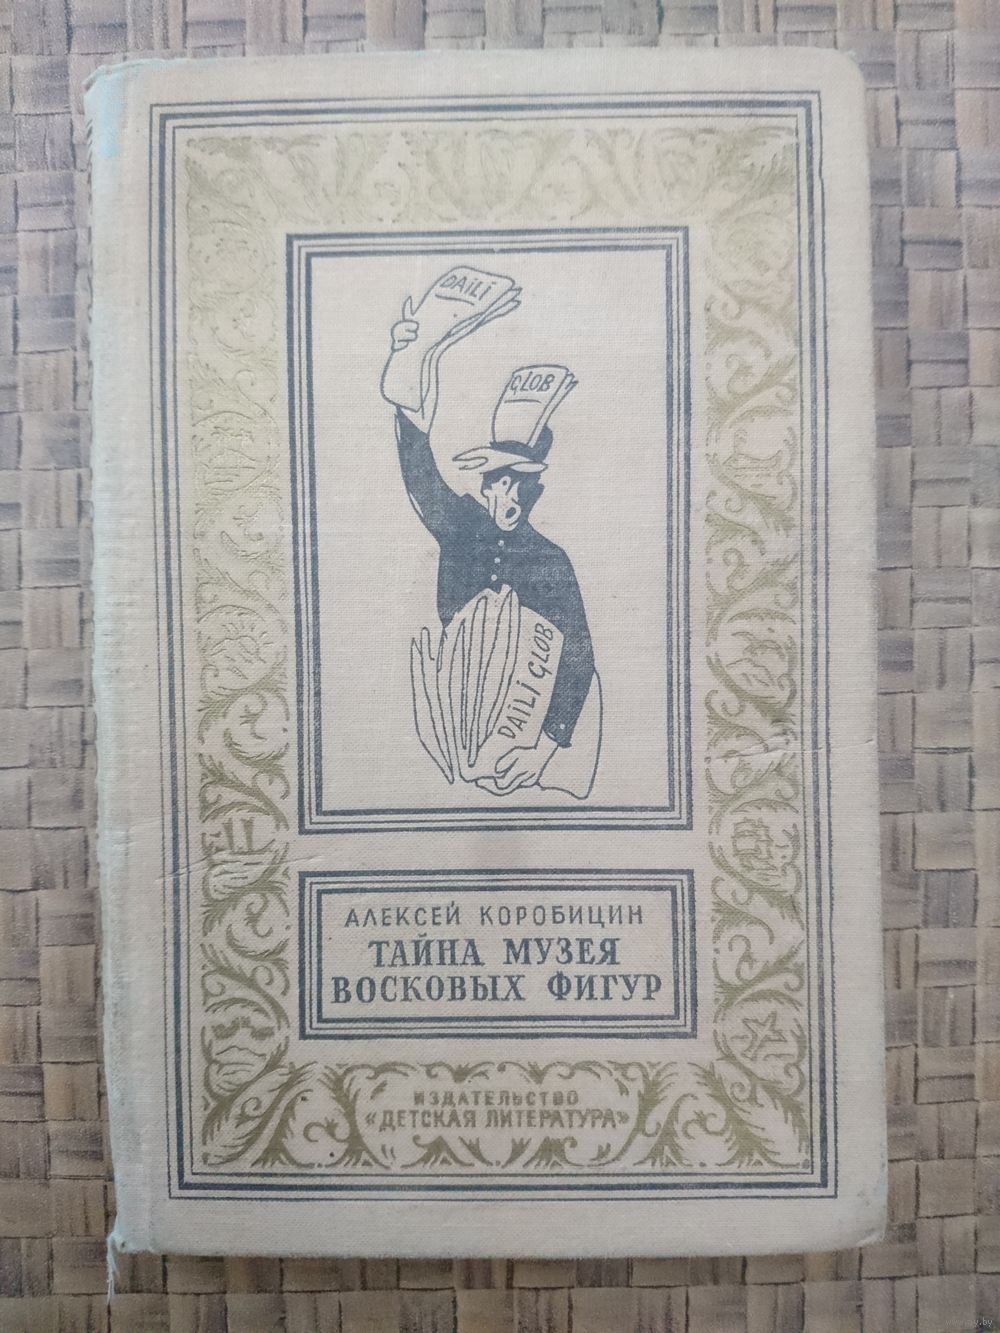 DAiLi
GLOB
DAiLi GLOB
АЛЕКСЕЙ КОРОБИЦИН
ТАЙНА МУЗЕЯ
ВОСКОВЫХ ФИГУР
ИЗДАТЕЛЬСТВО
«ДЕТСКАЯ ЛИТЕРАТУРА»